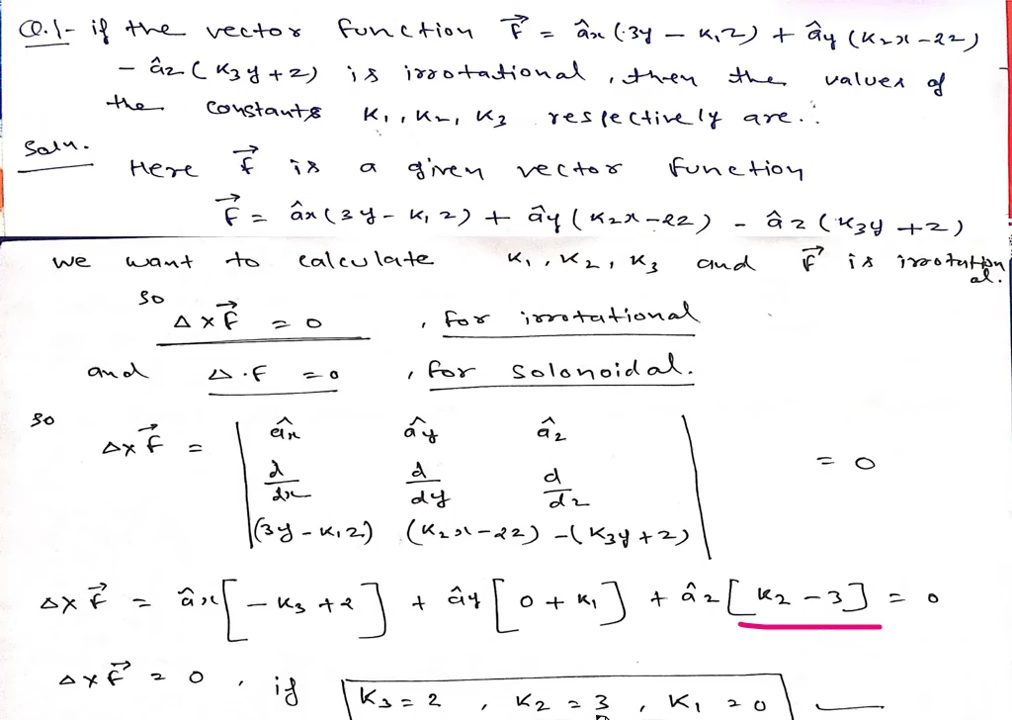 Q.1- if the vector function F⃗ = âx (3y - K₁z) + ây (K₂x - 2z)
- âz (K₃y + z) is irrotational, then the values of
the constants K₁, K₂, K₃ respectively are..
Soln.
Here F⃗ is a given vector function
F⃗ = âx (3y - K₁z) + ây (K₂x - 2z) - âz (K₃y + z)
we want to calculate K₁, K₂, K₃ and F⃗ is irrotational.
so
Δ × F⃗ = 0 , for irrotational
and Δ . F = 0 , for solonoidal.
so
Δ × F⃗ = | âx ây âz | = 0
d/dx d/dy d/dz
(3y - K₁z) (K₂x - 2z) -(K₃y + z)
Δ × F⃗ = âx [-K₃ + 2] + ây [0 + K₁] + âz [K₂ - 3] = 0
Δ × F⃗ = 0 , if K₃ = 2 , K₂ = 3 , K₁ = 0